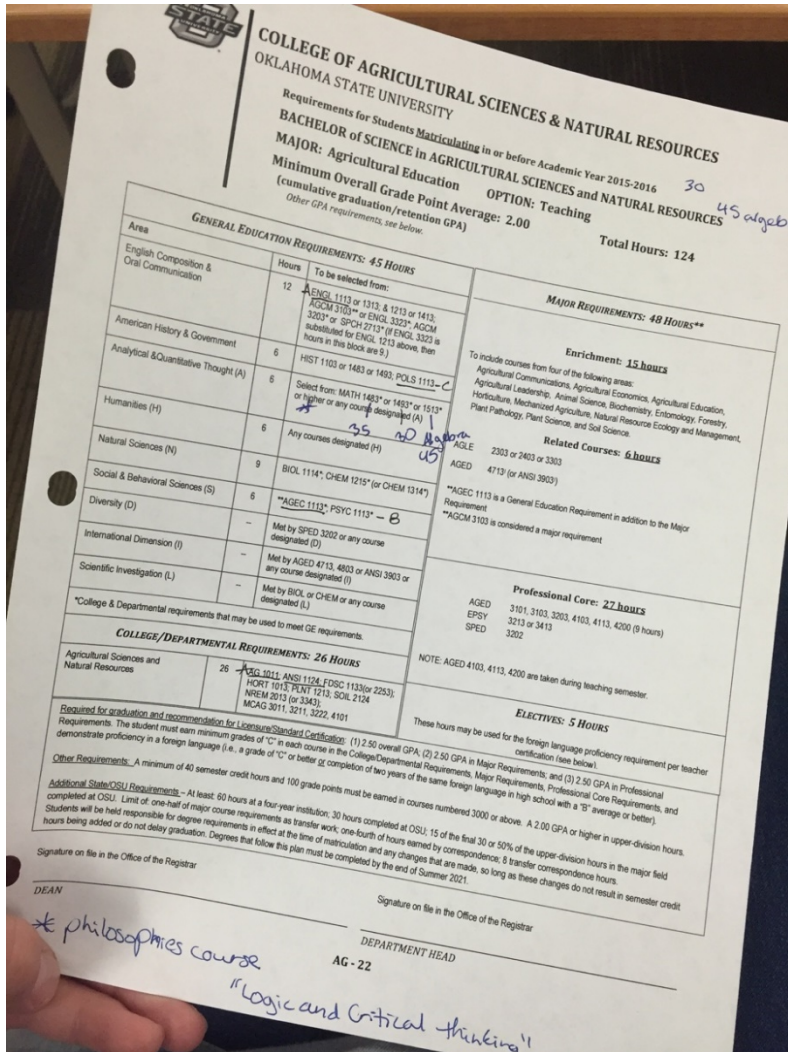 STATE
COLLEGE OF AGRICULTURAL SCIENCES & NATURAL RESOURCES
OKLAHOMA STATE UNIVERSITY
Requirements for Students Matriculating in or before Academic Year 2015-2016
30
BACHELOR of SCIENCE in AGRICULTURAL SCIENCES and NATURAL RESOURCES
45 algeb
MAJOR: Agricultural Education OPTION: Teaching
Minimum Overall Grade Point Average: 2.00
Total Hours: 124
(cumulative graduation/retention GPA)
Other GPA requirements, see below.
GENERAL EDUCATION REQUIREMENTS: 45 HOURS
Area Hours To be selected from:
English Composition &
Oral Communication
12
ENGL 1113 or 1313; & 1213 or 1413;
AGCM 3103** or ENGL 3323*, AGCM
3203* or SPCH 2713* (If ENGL 3323 is
substituted for ENGL 1213 above, then
hours in this block are 9.)
American History & Government 6 HIST 1103 or 1483 or 1493; POLS 1113 - C
Analytical &Quantitative Thought (A) 6 Select from: MATH 1483* or 1493* or 1513*
or higher or any course designated (A)
*
35 30 Algebra
45
Humanities (H) 6 Any courses designated (H)
Natural Sciences (N) 9 BIOL 1114*; CHEM 1215* (or CHEM 1314*)
Social & Behavioral Sciences (S) 6 **AGEC 1113*; PSYC 1113* - B
Diversity (D) -- Met by SPED 3202 or any course
designated (D)
International Dimension (I) -- Met by AGED 4713, 4803 or ANSI 3903 or
any course designated (I)
Scientific Investigation (L) -- Met by BIOL or CHEM or any course
designated (L)
*College & Departmental requirements that may be used to meet GE requirements.
COLLEGE/DEPARTMENTAL REQUIREMENTS: 26 HOURS
Agricultural Sciences and
Natural Resources
26
AG 1011; ANSI 1124; FDSC 1133(or 2253);
HORT 1013; PLNT 1213; SOIL 2124
NREM 2013 (or 3343);
MCAG 3011, 3211, 3222, 4101
MAJOR REQUIREMENTS: 48 HOURS**
Enrichment: 15 hours
To include courses from four of the following areas:
Agricultural Communications, Agricultural Economics, Agricultural Education,
Agricultural Leadership, Animal Science, Biochemistry, Entomology, Forestry,
Horticulture, Mechanized Agriculture, Natural Resource Ecology and Management,
Plant Pathology, Plant Science, and Soil Science.
Related Courses: 6 hours
AGLE 2303 or 2403 or 3303
AGED 4713 (or ANSI 3903)
**AGEC 1113 is a General Education Requirement in addition to the Major
Requirement
**AGCM 3103 is considered a major requirement
Professional Core: 27 hours
AGED 3101, 3103, 3203, 4103, 4113, 4200 (9 hours)
EPSY 3213 or 3413
SPED 3202
NOTE: AGED 4103, 4113, 4200 are taken during teaching semester.
ELECTIVES: 5 HOURS
These hours may be used for the foreign language proficiency requirement per teacher
certification (see below).
Required for graduation and recommendation for Licensure/Standard Certification: (1) 2.50 overall GPA; (2) 2.50 GPA in Major Requirements; and (3) 2.50 GPA in Professional
Requirements. The student must earn minimum grades of "C" in each course in the College/Departmental Requirements, Major Requirements, Professional Core Requirements, and
demonstrate proficiency in a foreign language (i.e., a grade of "C" or better or completion of two years of the same foreign language in high school with a "B" average or better).
Other Requirements: A minimum of 40 semester credit hours and 100 grade points must be earned in courses numbered 3000 or above. A 2.00 GPA or higher in upper-division hours.
Additional State/OSU Requirements – At least: 60 hours at a four-year institution; 30 hours completed at OSU; 15 of the final 30 or 50% of the upper-division hours in the major field
completed at OSU. Limit of: one-half of major course requirements as transfer work; one-fourth of hours earned by correspondence; 8 transfer correspondence hours.
Students will be held responsible for degree requirements in effect at the time of matriculation and any changes that are made, so long as these changes do not result in semester credit
hours being added or do not delay graduation. Degrees that follow this plan must be completed by the end of Summer 2021.
Signature on file in the Office of the Registrar
DEAN
Signature on file in the Office of the Registrar
DEPARTMENT HEAD
AG - 22
* philosophies course
"Logic and Critical thinking"